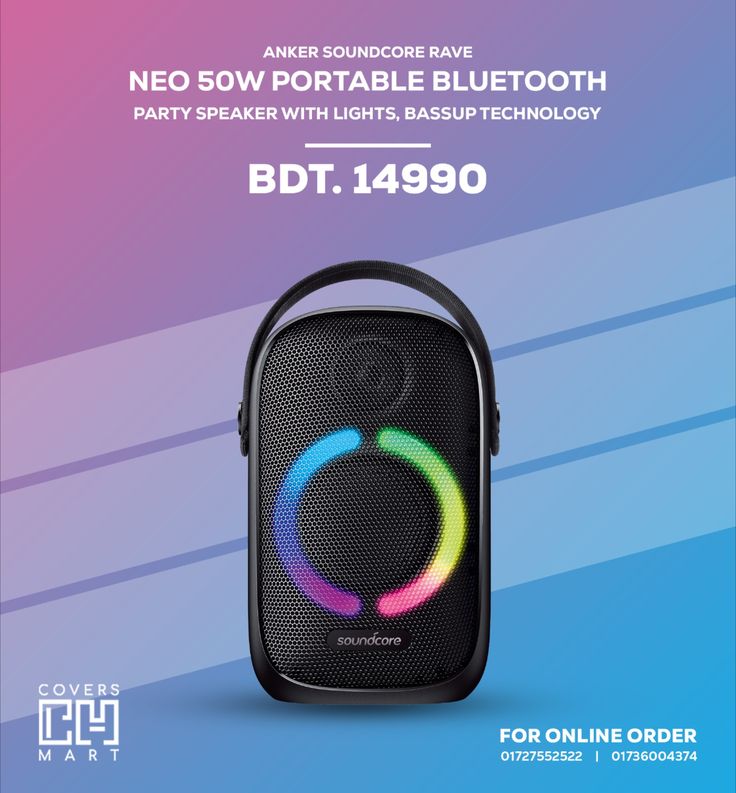 ANKER SOUNDCORE RAVE
NEO 50W PORTABLE BLUETOOTH
PARTY SPEAKER WITH LIGHTS, BASSUP TECHNOLOGY
BDT. 14990
soundcore
COVERS
CH
MART
FOR ONLINE ORDER
01727552522 | 01736004374